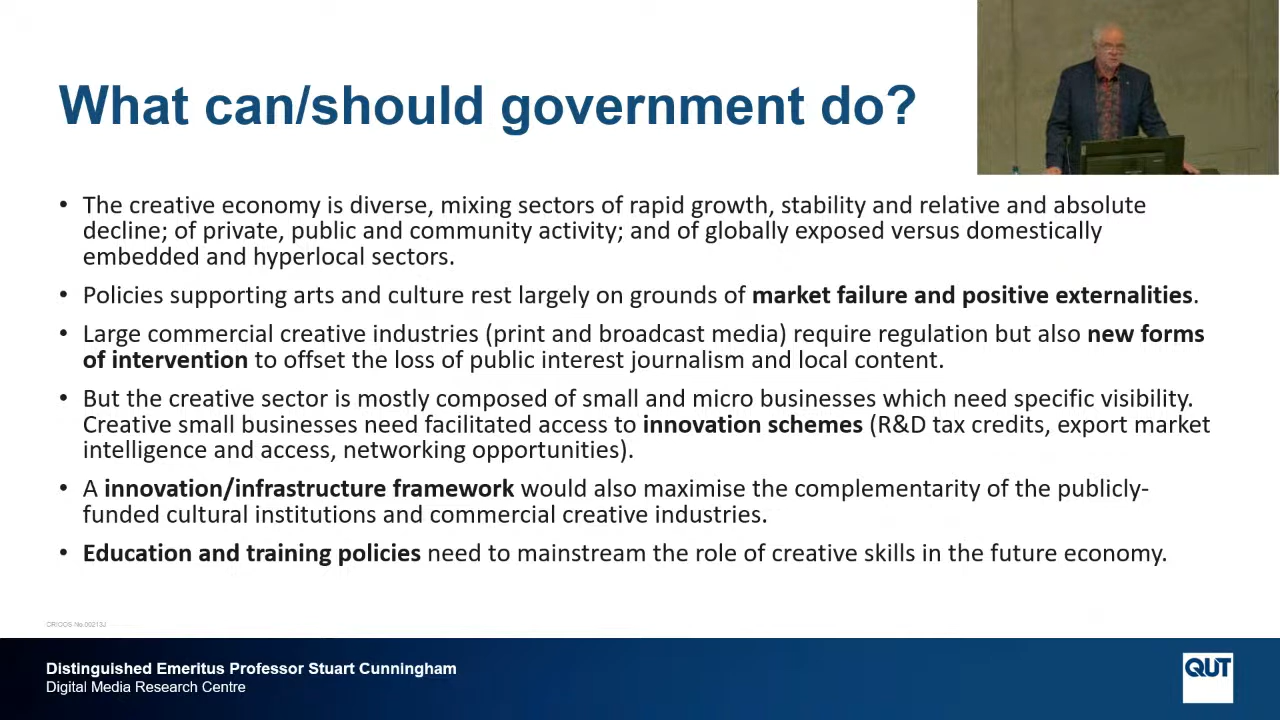 What can/should government do?
• The creative economy is diverse, mixing sectors of rapid growth, stability and relative and absolute
decline; of private, public and community activity; and of globally exposed versus domestically
embedded and hyperlocal sectors.
• Policies supporting arts and culture rest largely on grounds of market failure and positive externalities.
• Large commercial creative industries (print and broadcast media) require regulation but also new forms
of intervention to offset the loss of public interest journalism and local content.
• But the creative sector is mostly composed of small and micro businesses which need specific visibility.
Creative small businesses need facilitated access to innovation schemes (R&D tax credits, export market
intelligence and access, networking opportunities).
• A innovation/infrastructure framework would also maximise the complementarity of the publicly-
funded cultural institutions and commercial creative industries.
• Education and training policies need to mainstream the role of creative skills in the future economy.
CRICOS No.00213J
Distinguished Emeritus Professor Stuart Cunningham
Digital Media Research Centre
QUT